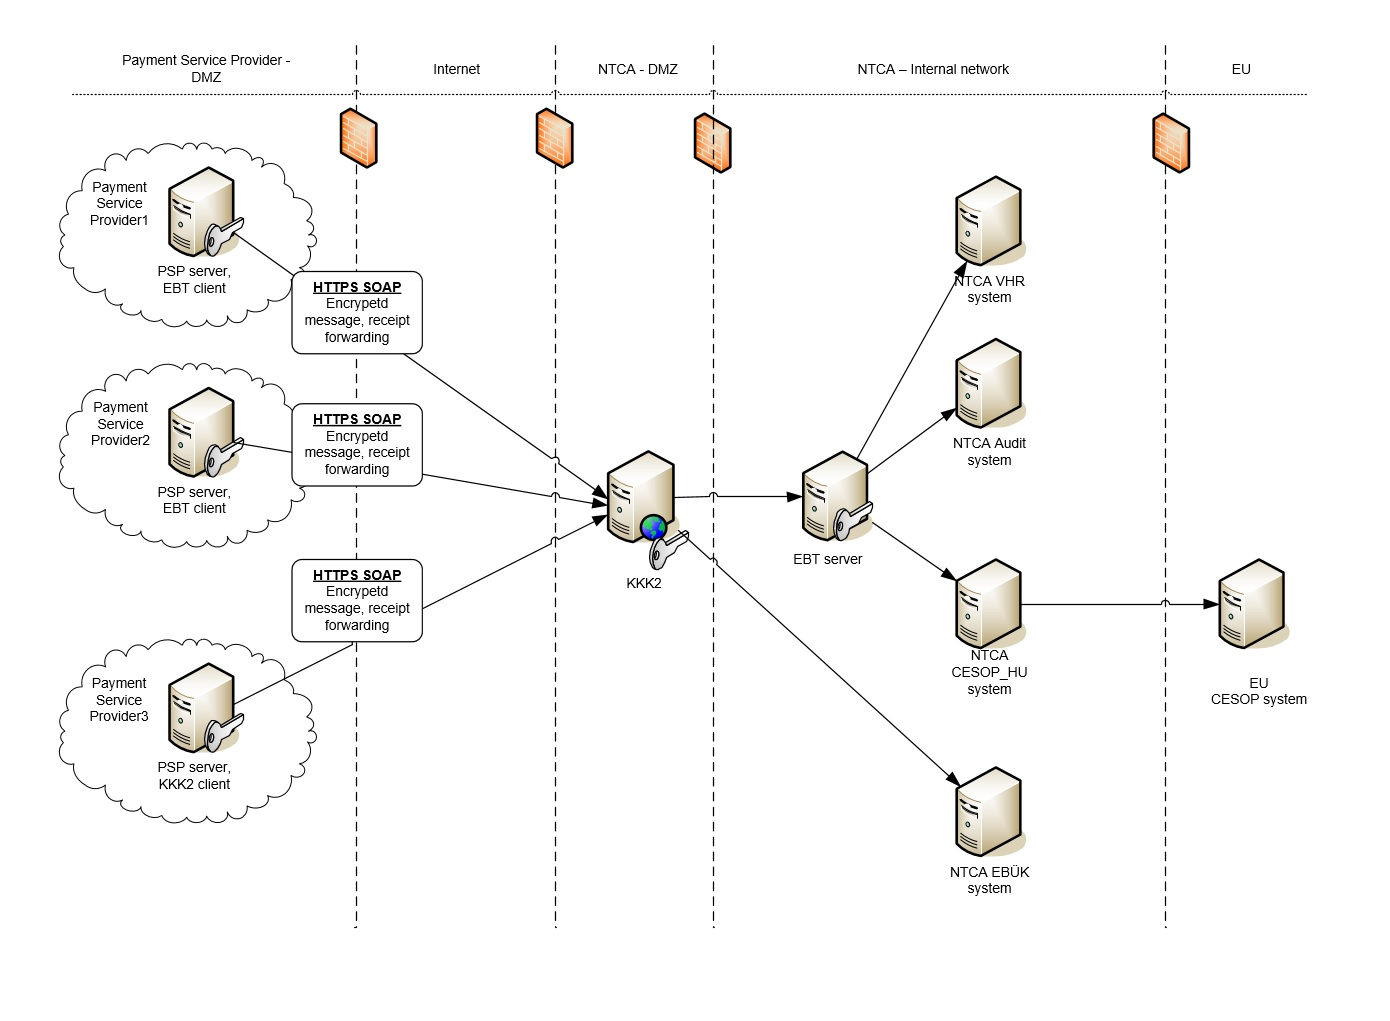 Payment Service Provider -
DMZ
Internet
NTCA - DMZ
NTCA – Internal network
EU
Payment
Service
Provider1
PSP server,
EBT client
HTTPS SOAP
Encrypetd
message, receipt
forwarding
NTCA VHR
system
Payment
Service
Provider2
PSP server,
EBT client
HTTPS SOAP
Encrypetd
message, receipt
forwarding
NTCA Audit
system
KKK2
EBT server
HTTPS SOAP
Encrypetd
message, receipt
forwarding
NTCA
CESOP_HU
system
EU
CESOP system
Payment
Service
Provider3
PSP server,
KKK2 client
NTCA EBÜK
system